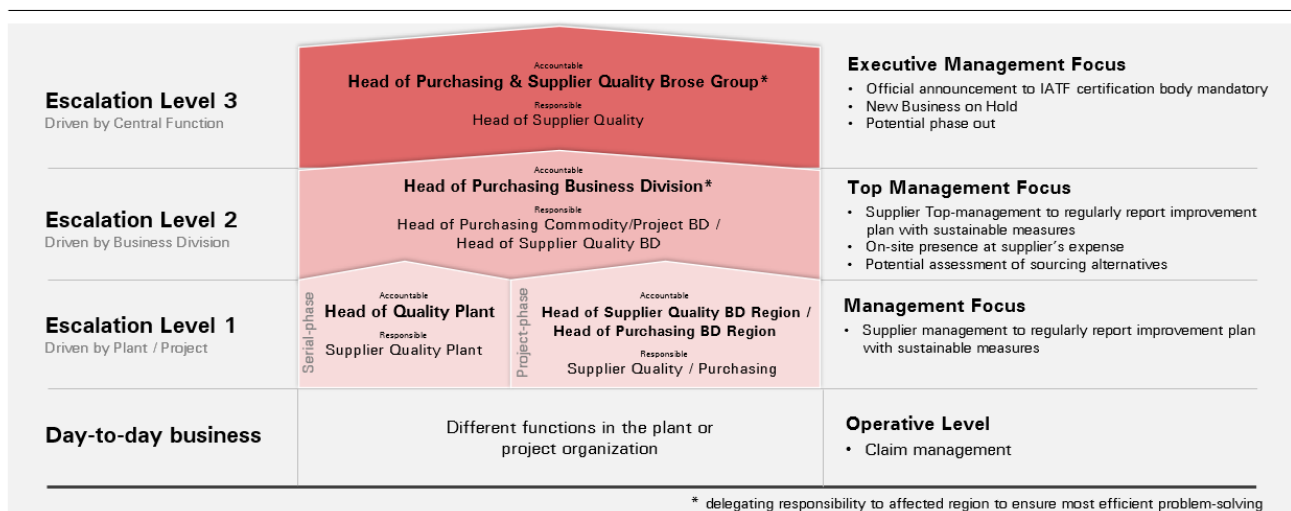 Escalation Level 3
Driven by Central Function
Accountable
Head of Purchasing & Supplier Quality Brose Group*
Responsible
Head of Supplier Quality
Executive Management Focus
• Official announcement to IATF certification body mandatory
• New Business on Hold
• Potential phase out
Escalation Level 2
Driven by Business Division
Accountable
Head of Purchasing Business Division*
Responsible
Head of Purchasing Commodity/Project BD /
Head of Supplier Quality BD
Top Management Focus
• Supplier Top-management to regularly report improvement
plan with sustainable measures
• On-site presence at supplier's expense
• Potential assessment of sourcing alternatives
Escalation Level 1
Driven by Plant / Project
Serial-phase
Accountable
Head of Quality Plant
Responsible
Supplier Quality Plant
Project-phase
Accountable
Head of Supplier Quality BD Region /
Head of Purchasing BD Region
Responsible
Supplier Quality / Purchasing
Management Focus
• Supplier management to regularly report improvement plan
with sustainable measures
Day-to-day business
Different functions in the plant or
project organization
Operative Level
• Claim management
* delegating responsibility to affected region to ensure most efficient problem-solving